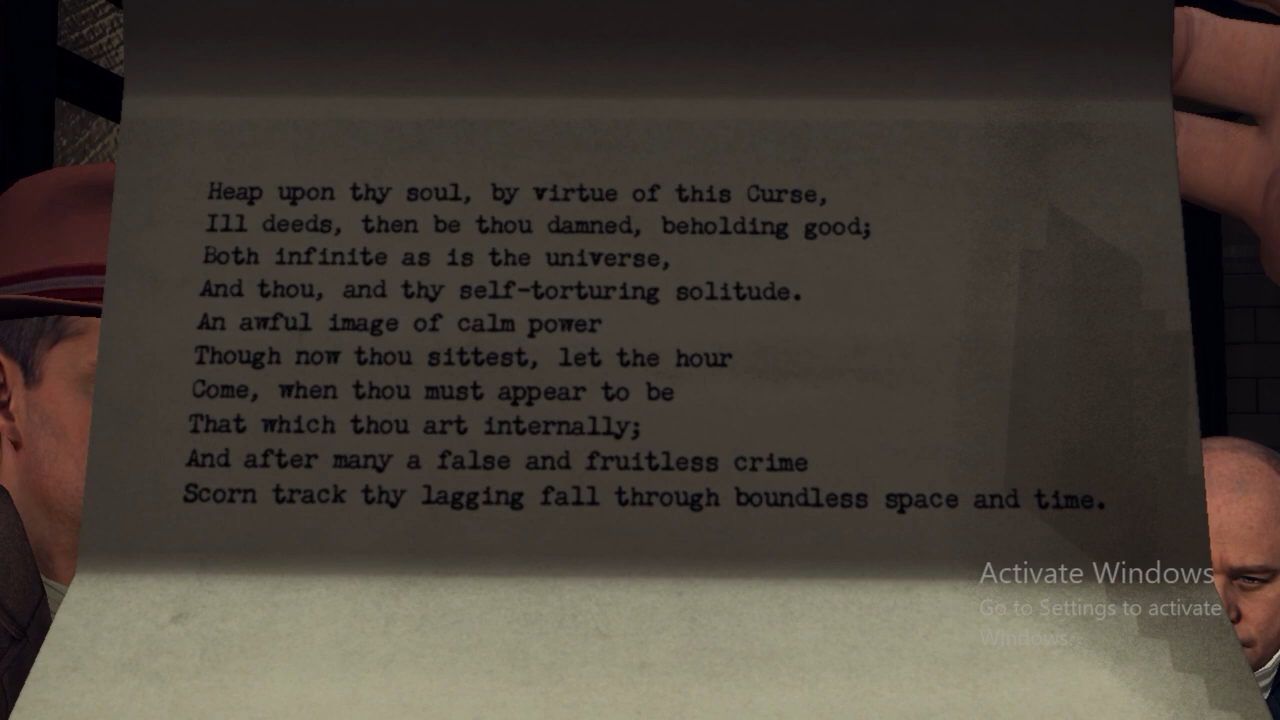 Heap upon thy soul, by virtue of this Curse,
Ill deeds, then be thou damned, beholding good;
Both infinite as is the universe,
And thou, and thy self-torturing solitude.
An awful image of calm power
Though now thou sittest, let the hour
Come, when thou must appear to be
That which thou art internally;
And after many a false and fruitless crime
Scorn track thy lagging fall through boundless space and time.
Activate Windows
Go to Settings to activate
Windows.